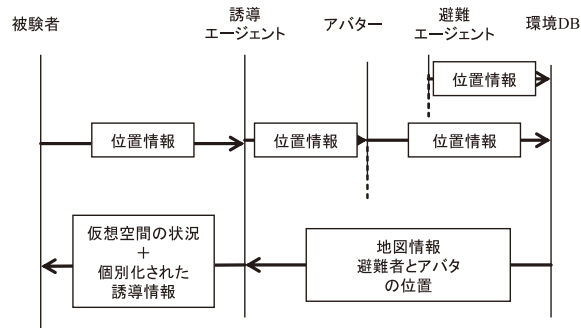 被験者
誘導
エージェント
アバター
避難
エージェント
環境DB
位置情報
位置情報
位置情報
位置情報
仮想空間の状況
＋
個別化された
誘導情報
地図情報
避難者とアバタ
の位置